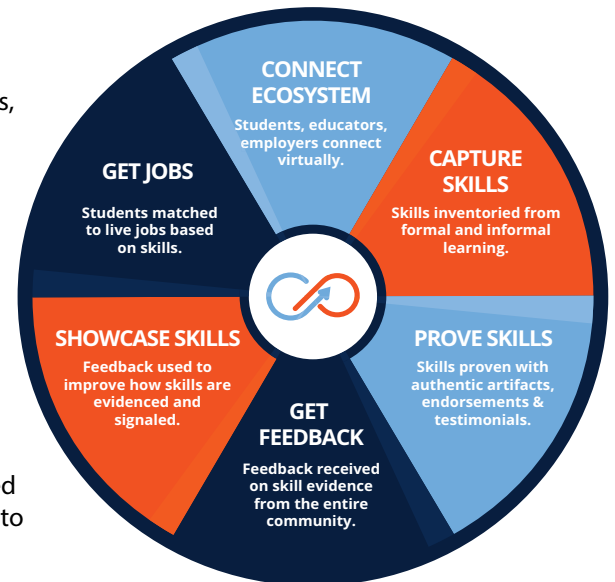 CONNECT
ECOSYSTEM
Students, educators,
employers connect
virtually.
CAPTURE
SKILLS
Skills inventoried from
formal and informal
learning.
PROVE SKILLS
Skills proven with
authentic artifacts,
endorsements &
testimonials.
GET
FEEDBACK
Feedback received
on skill evidence
from the entire
community.
SHOWCASE SKILLS
Feedback used to
improve how skills are
evidenced and
signaled.
GET JOBS
Students matched
to live jobs based
on skills.
s,
ed
to